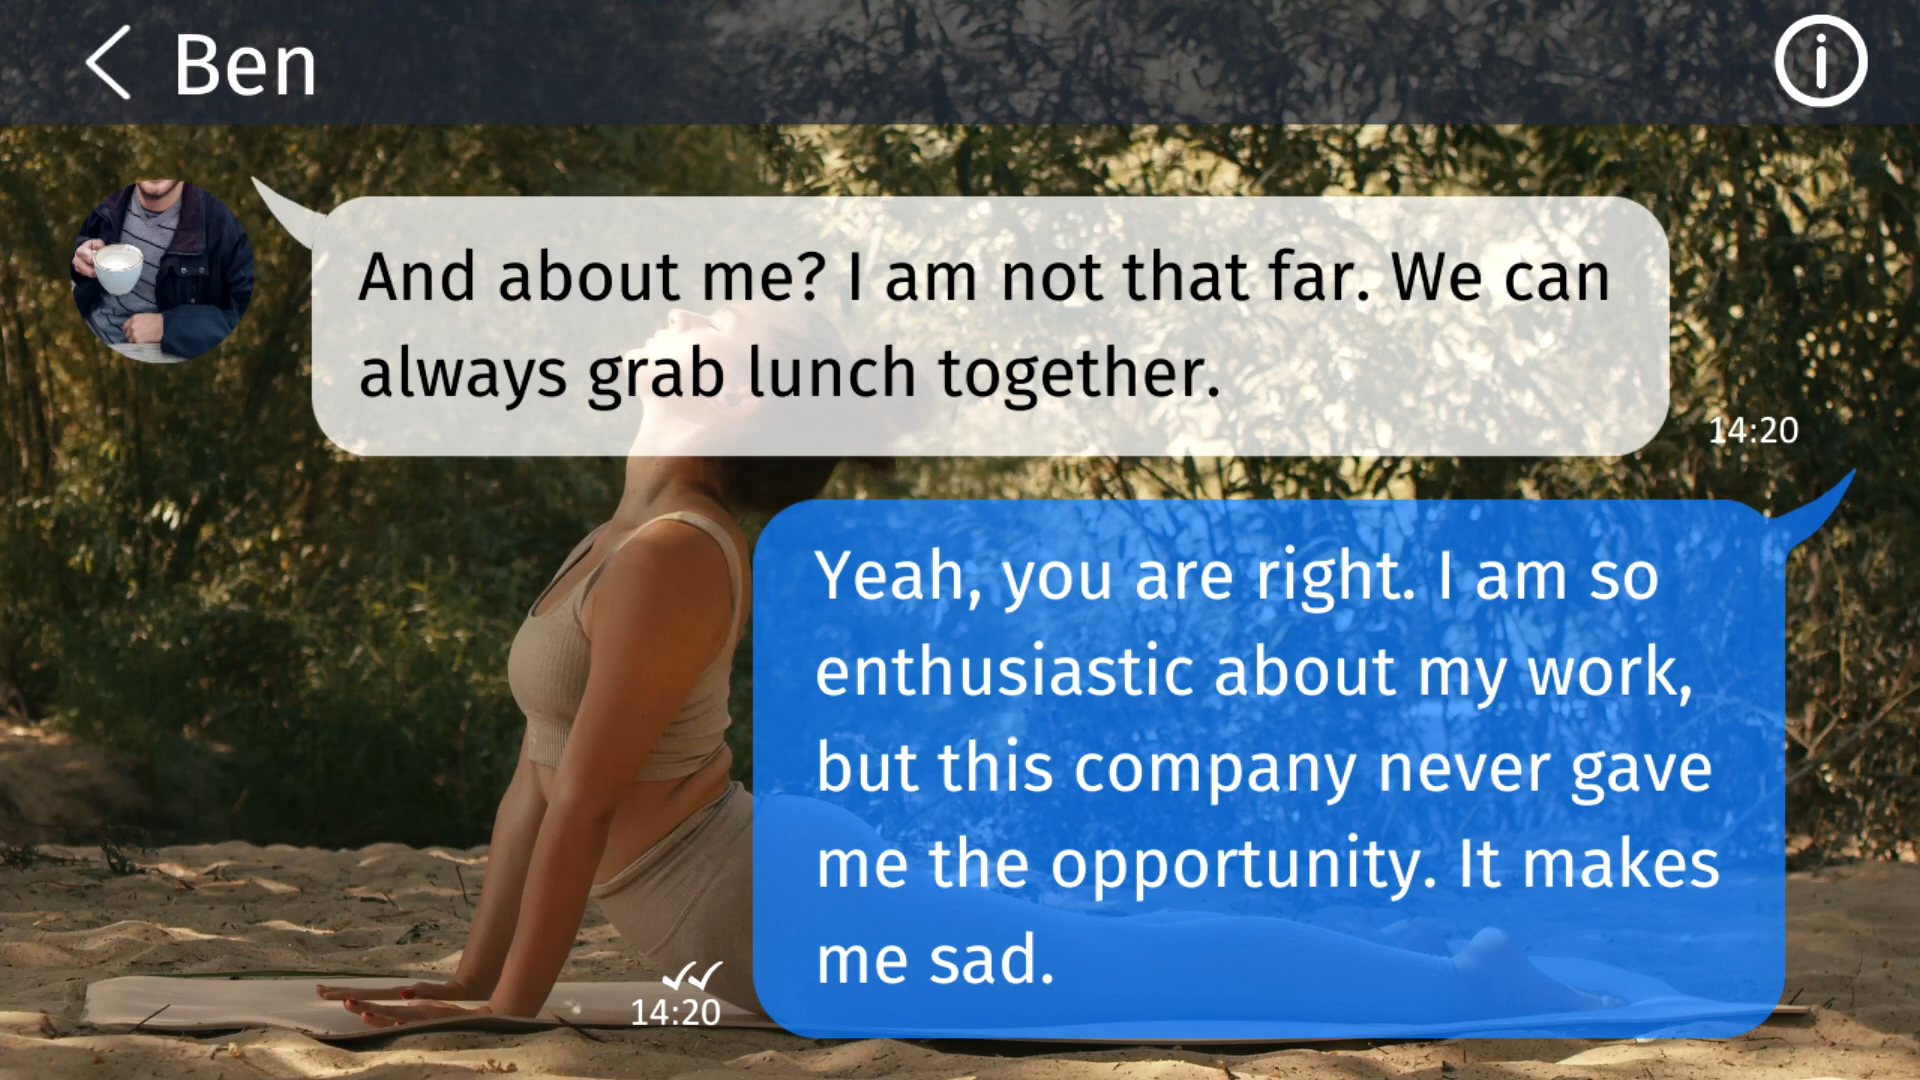 Ben
And about me? I am not that far. We can
always grab lunch together.
14:20
Yeah, you are right. I am so
enthusiastic about my work,
but this company never gave
me the opportunity. It makes
me sad.
14:20